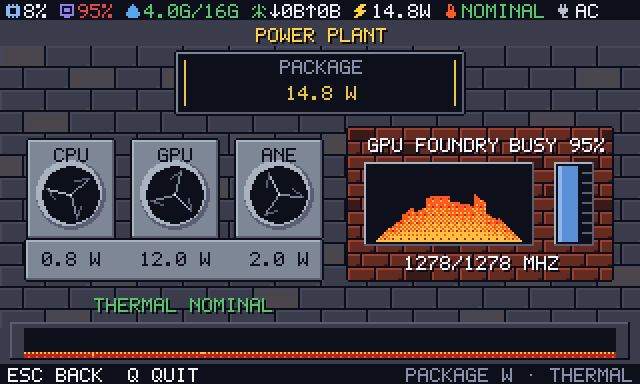 8% 95% 4.0G/16G ↓0B↑0B 14.8W NOMINAL AC
POWER PLANT
PACKAGE
14.8 W
CPU GPU ANE
0.8 W 12.0 W 2.0 W
GPU FOUNDRY BUSY 95%
1278/1278 MHZ
THERMAL NOMINAL
ESC BACK Q QUIT PACKAGE W · THERMAL